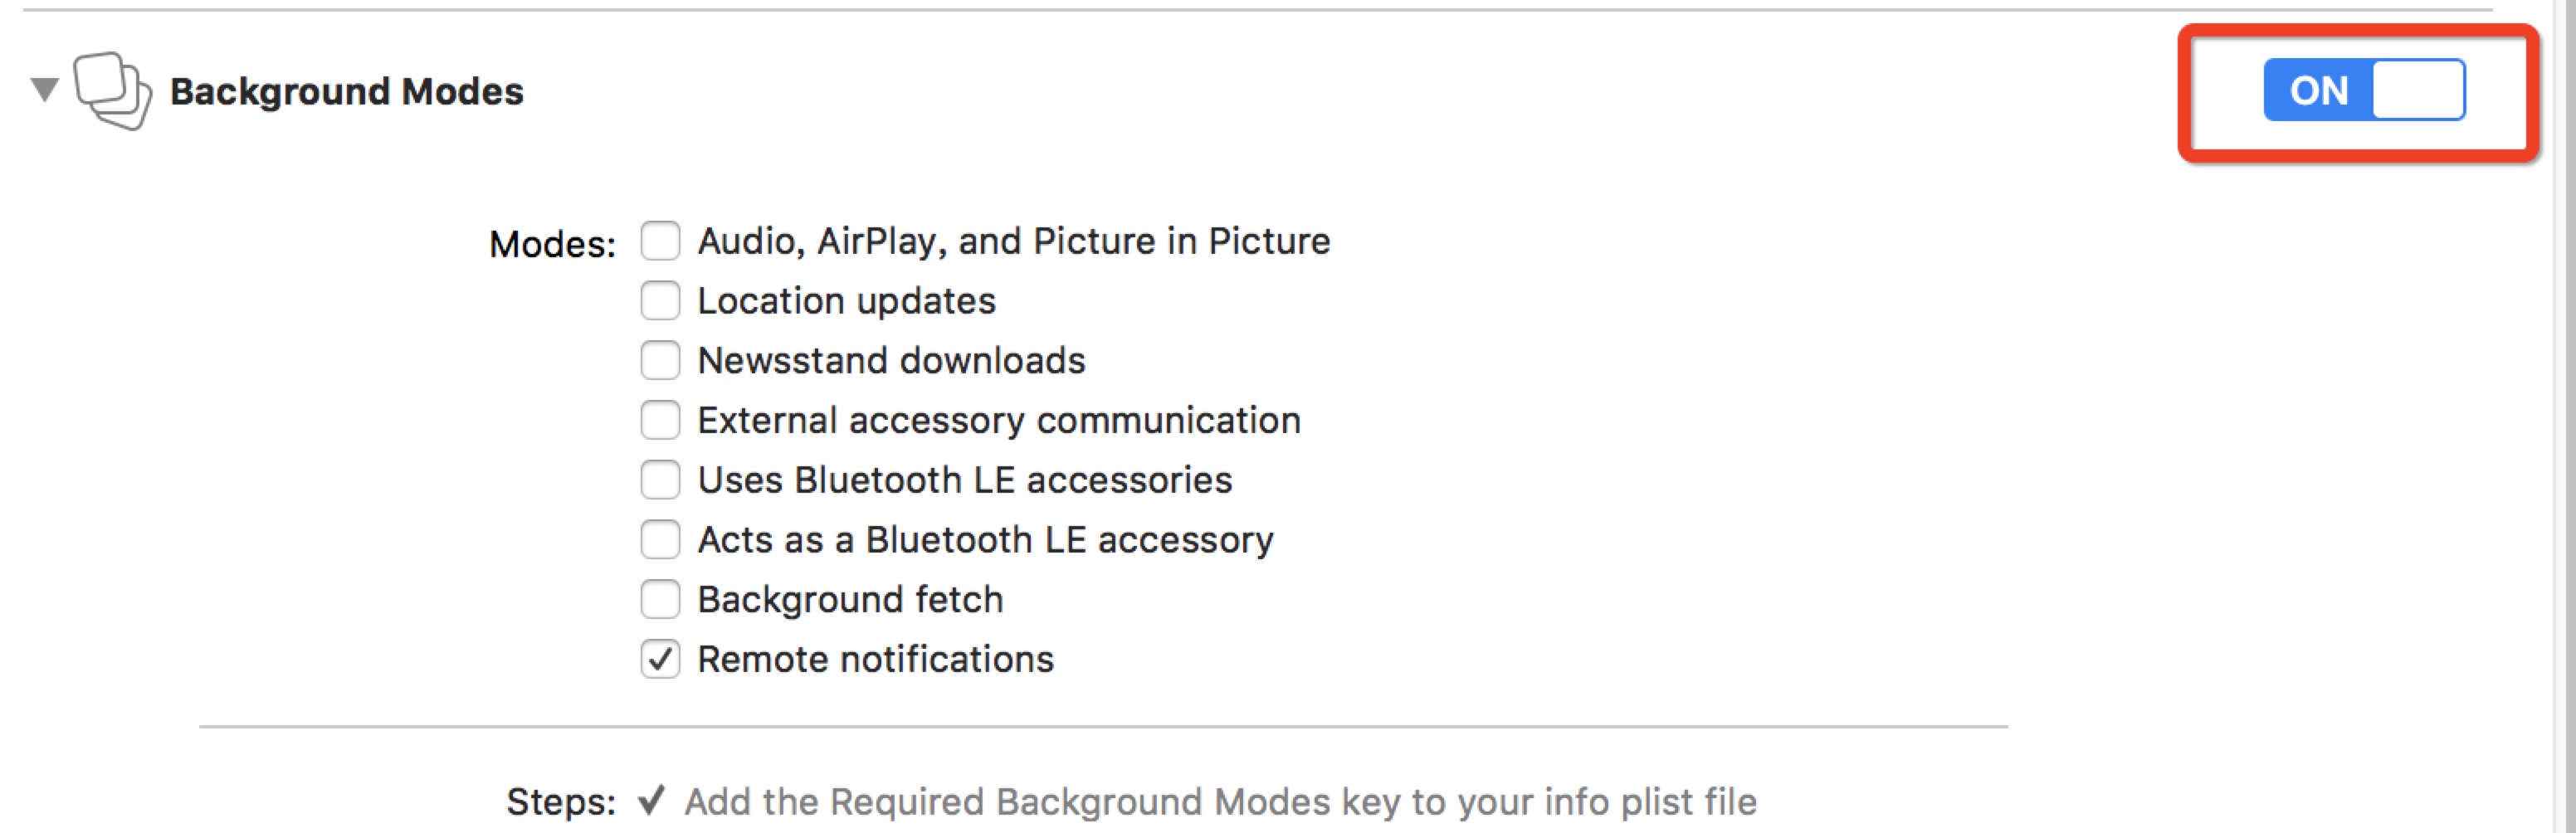 Background Modes
ON
Modes:
Audio, AirPlay, and Picture in Picture
Location updates
Newsstand downloads
External accessory communication
Uses Bluetooth LE accessories
Acts as a Bluetooth LE accessory
Background fetch
Remote notifications
Steps: ✓ Add the Required Background Modes key to your info plist file